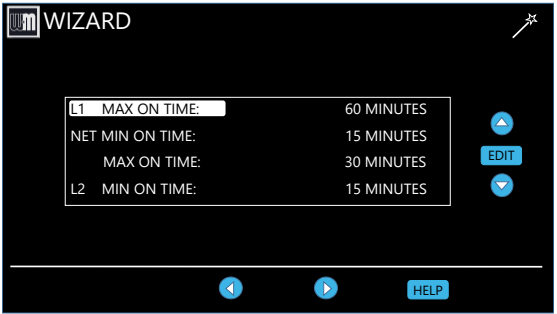 wm WIZARD
L1 MAX ON TIME: 60 MINUTES
NET MIN ON TIME: 15 MINUTES
MAX ON TIME: 30 MINUTES
L2 MIN ON TIME: 15 MINUTES
EDIT
HELP